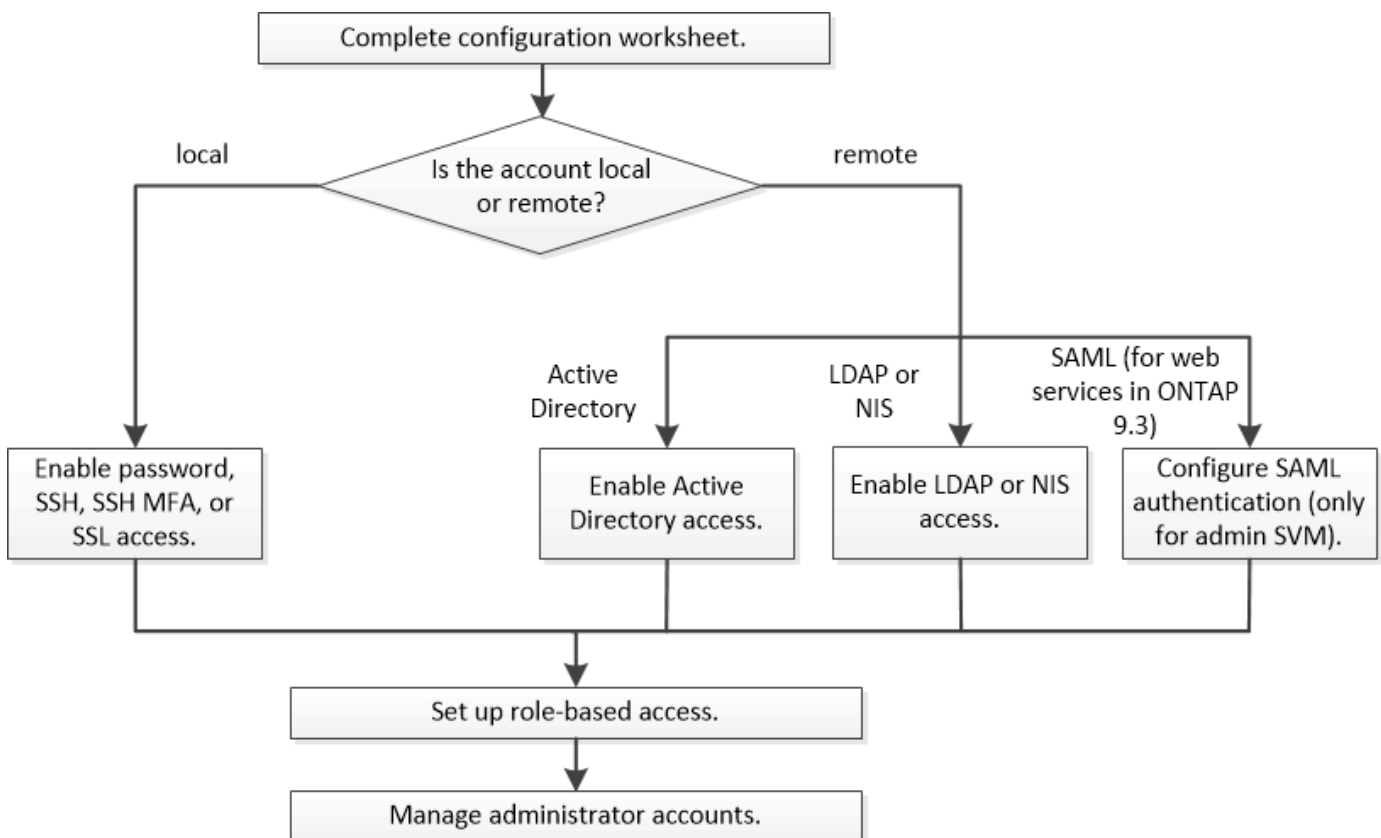 Complete configuration worksheet.
local
remote
Is the account local
or remote?
Active
Directory
LDAP or
NIS
SAML (for web
services in ONTAP
9.3)
Enable password,
SSH, SSH MFA, or
SSL access.
Enable Active
Directory access.
Enable LDAP or NIS
access.
Configure SAML
authentication (only
for admin SVM).
Set up role-based access.
Manage administrator accounts.